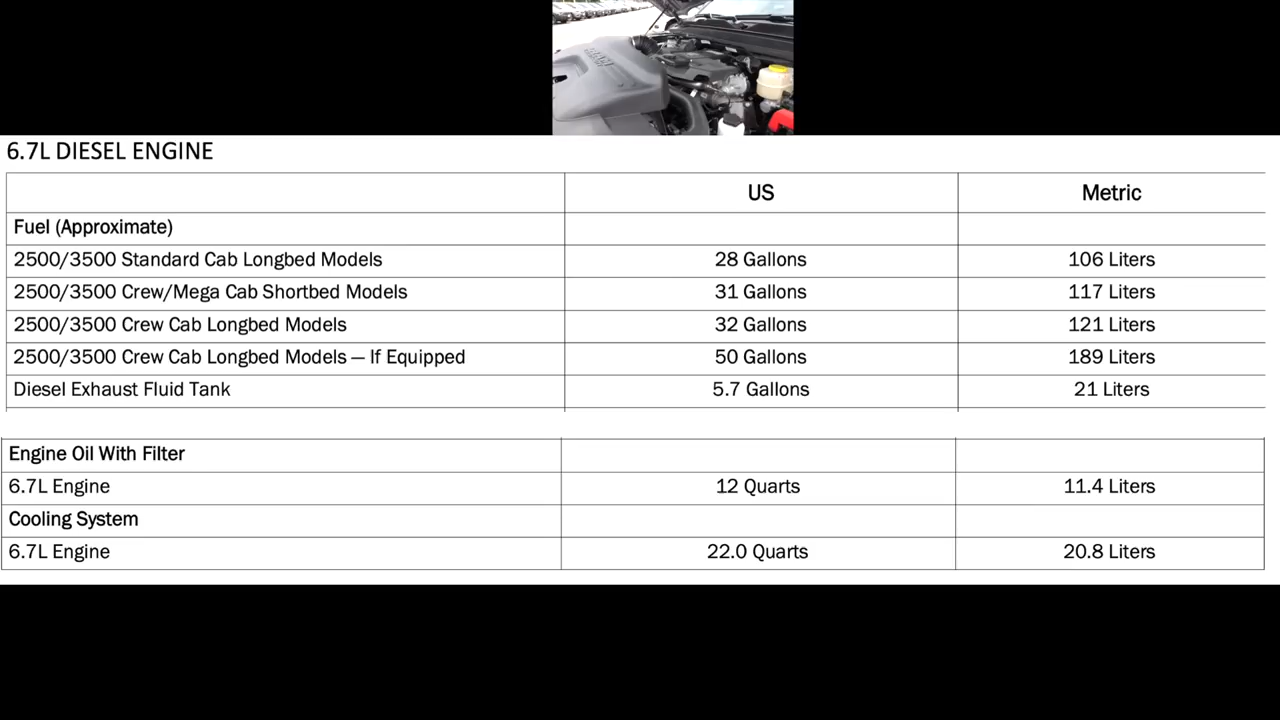 6.7L DIESEL ENGINE
US Metric
Fuel (Approximate)
2500/3500 Standard Cab Longbed Models 28 Gallons 106 Liters
2500/3500 Crew/Mega Cab Shortbed Models 31 Gallons 117 Liters
2500/3500 Crew Cab Longbed Models 32 Gallons 121 Liters
2500/3500 Crew Cab Longbed Models — If Equipped 50 Gallons 189 Liters
Diesel Exhaust Fluid Tank 5.7 Gallons 21 Liters
Engine Oil With Filter
6.7L Engine 12 Quarts 11.4 Liters
Cooling System
6.7L Engine 22.0 Quarts 20.8 Liters